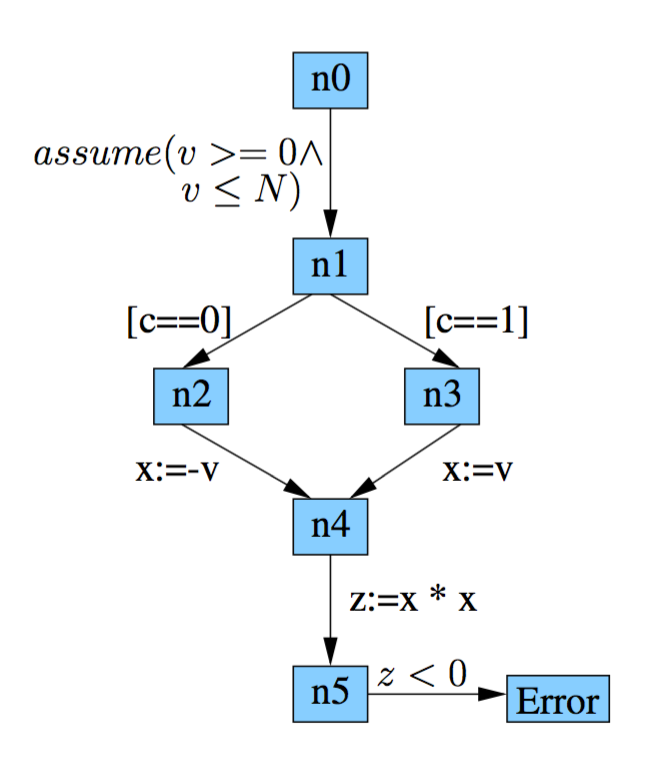 n0
assume(v >= 0∧
v ≤ N)
n1
[c==0]
[c==1]
n2
n3
x:=-v
x:=v
n4
z:=x * x
n5
z < 0
Error